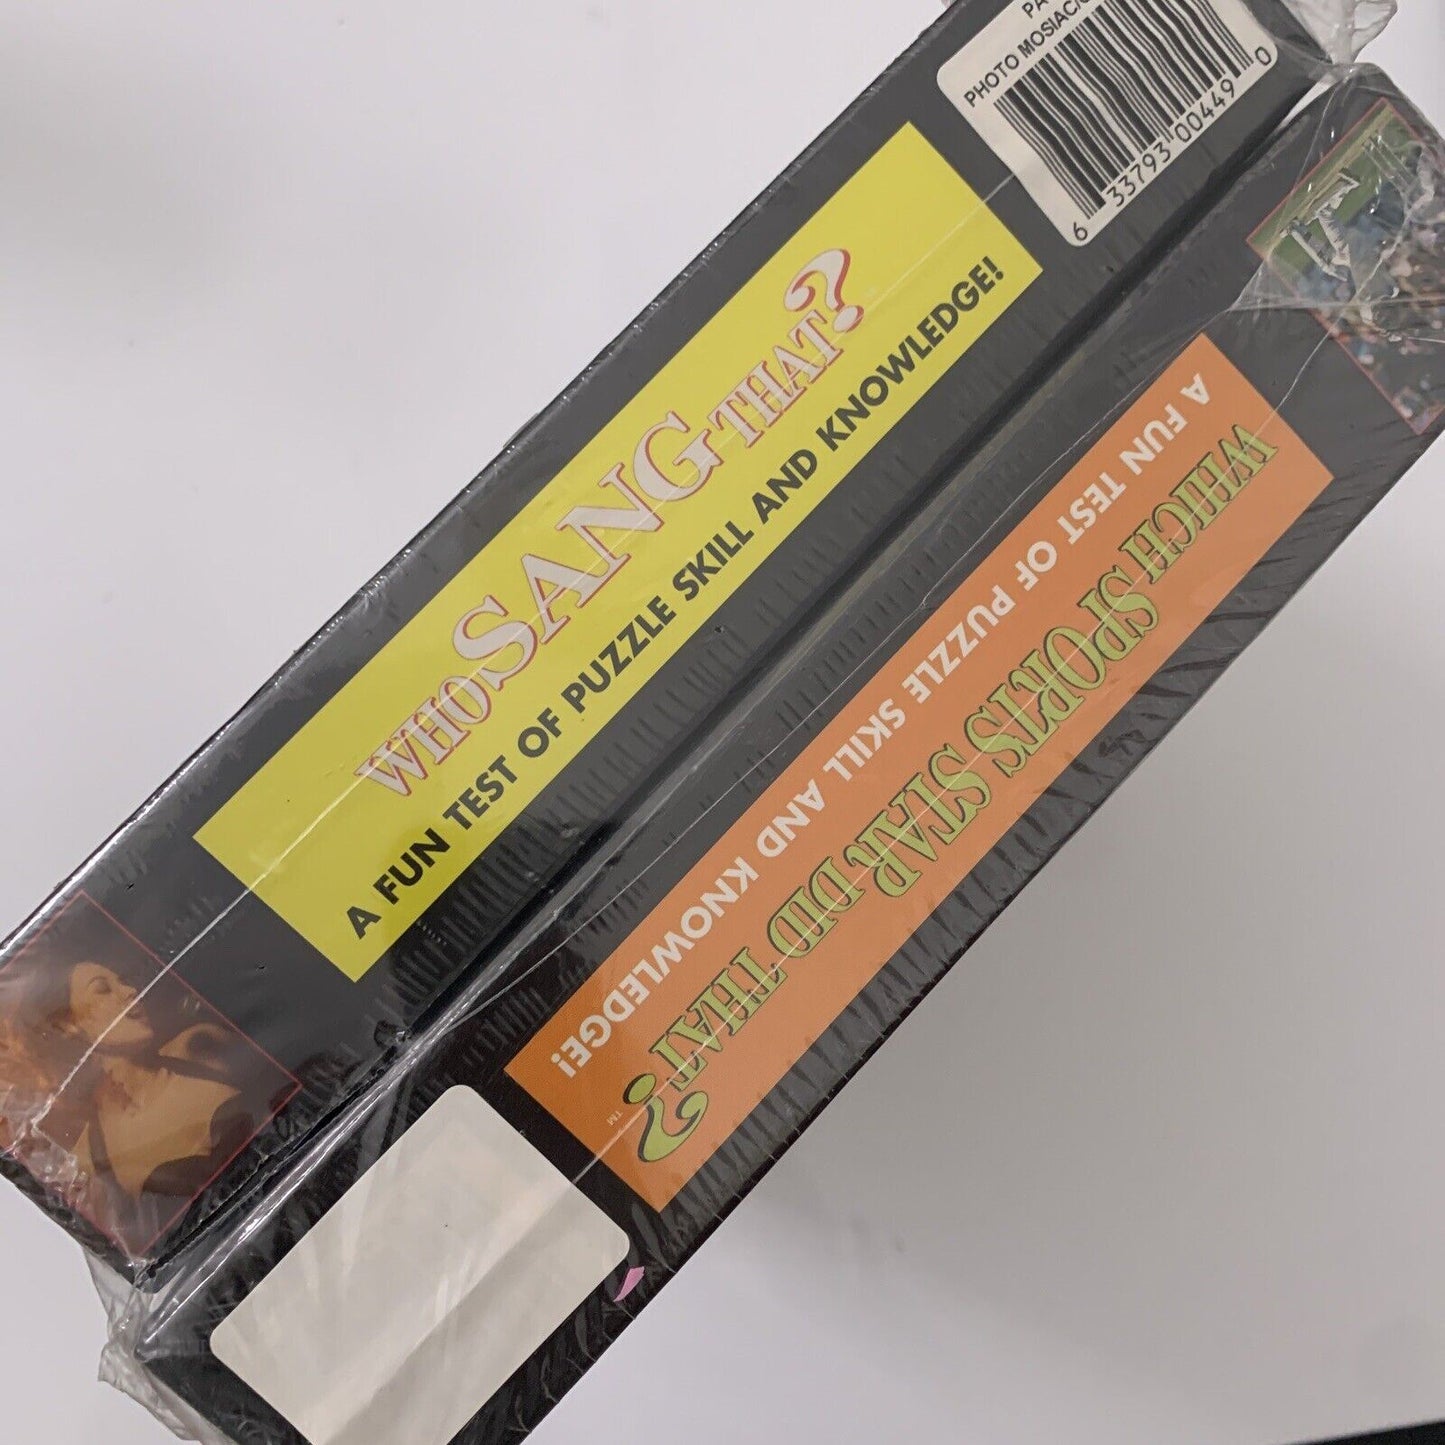 PHOTO MOSIAC
6 33793 00449 0
WHO SANG THAT?
A FUN TEST OF PUZZLE SKILL AND KNOWLEDGE!
WHICH SPORTS STAR DID THAT?™
A FUN TEST OF PUZZLE SKILL AND KNOWLEDGE!